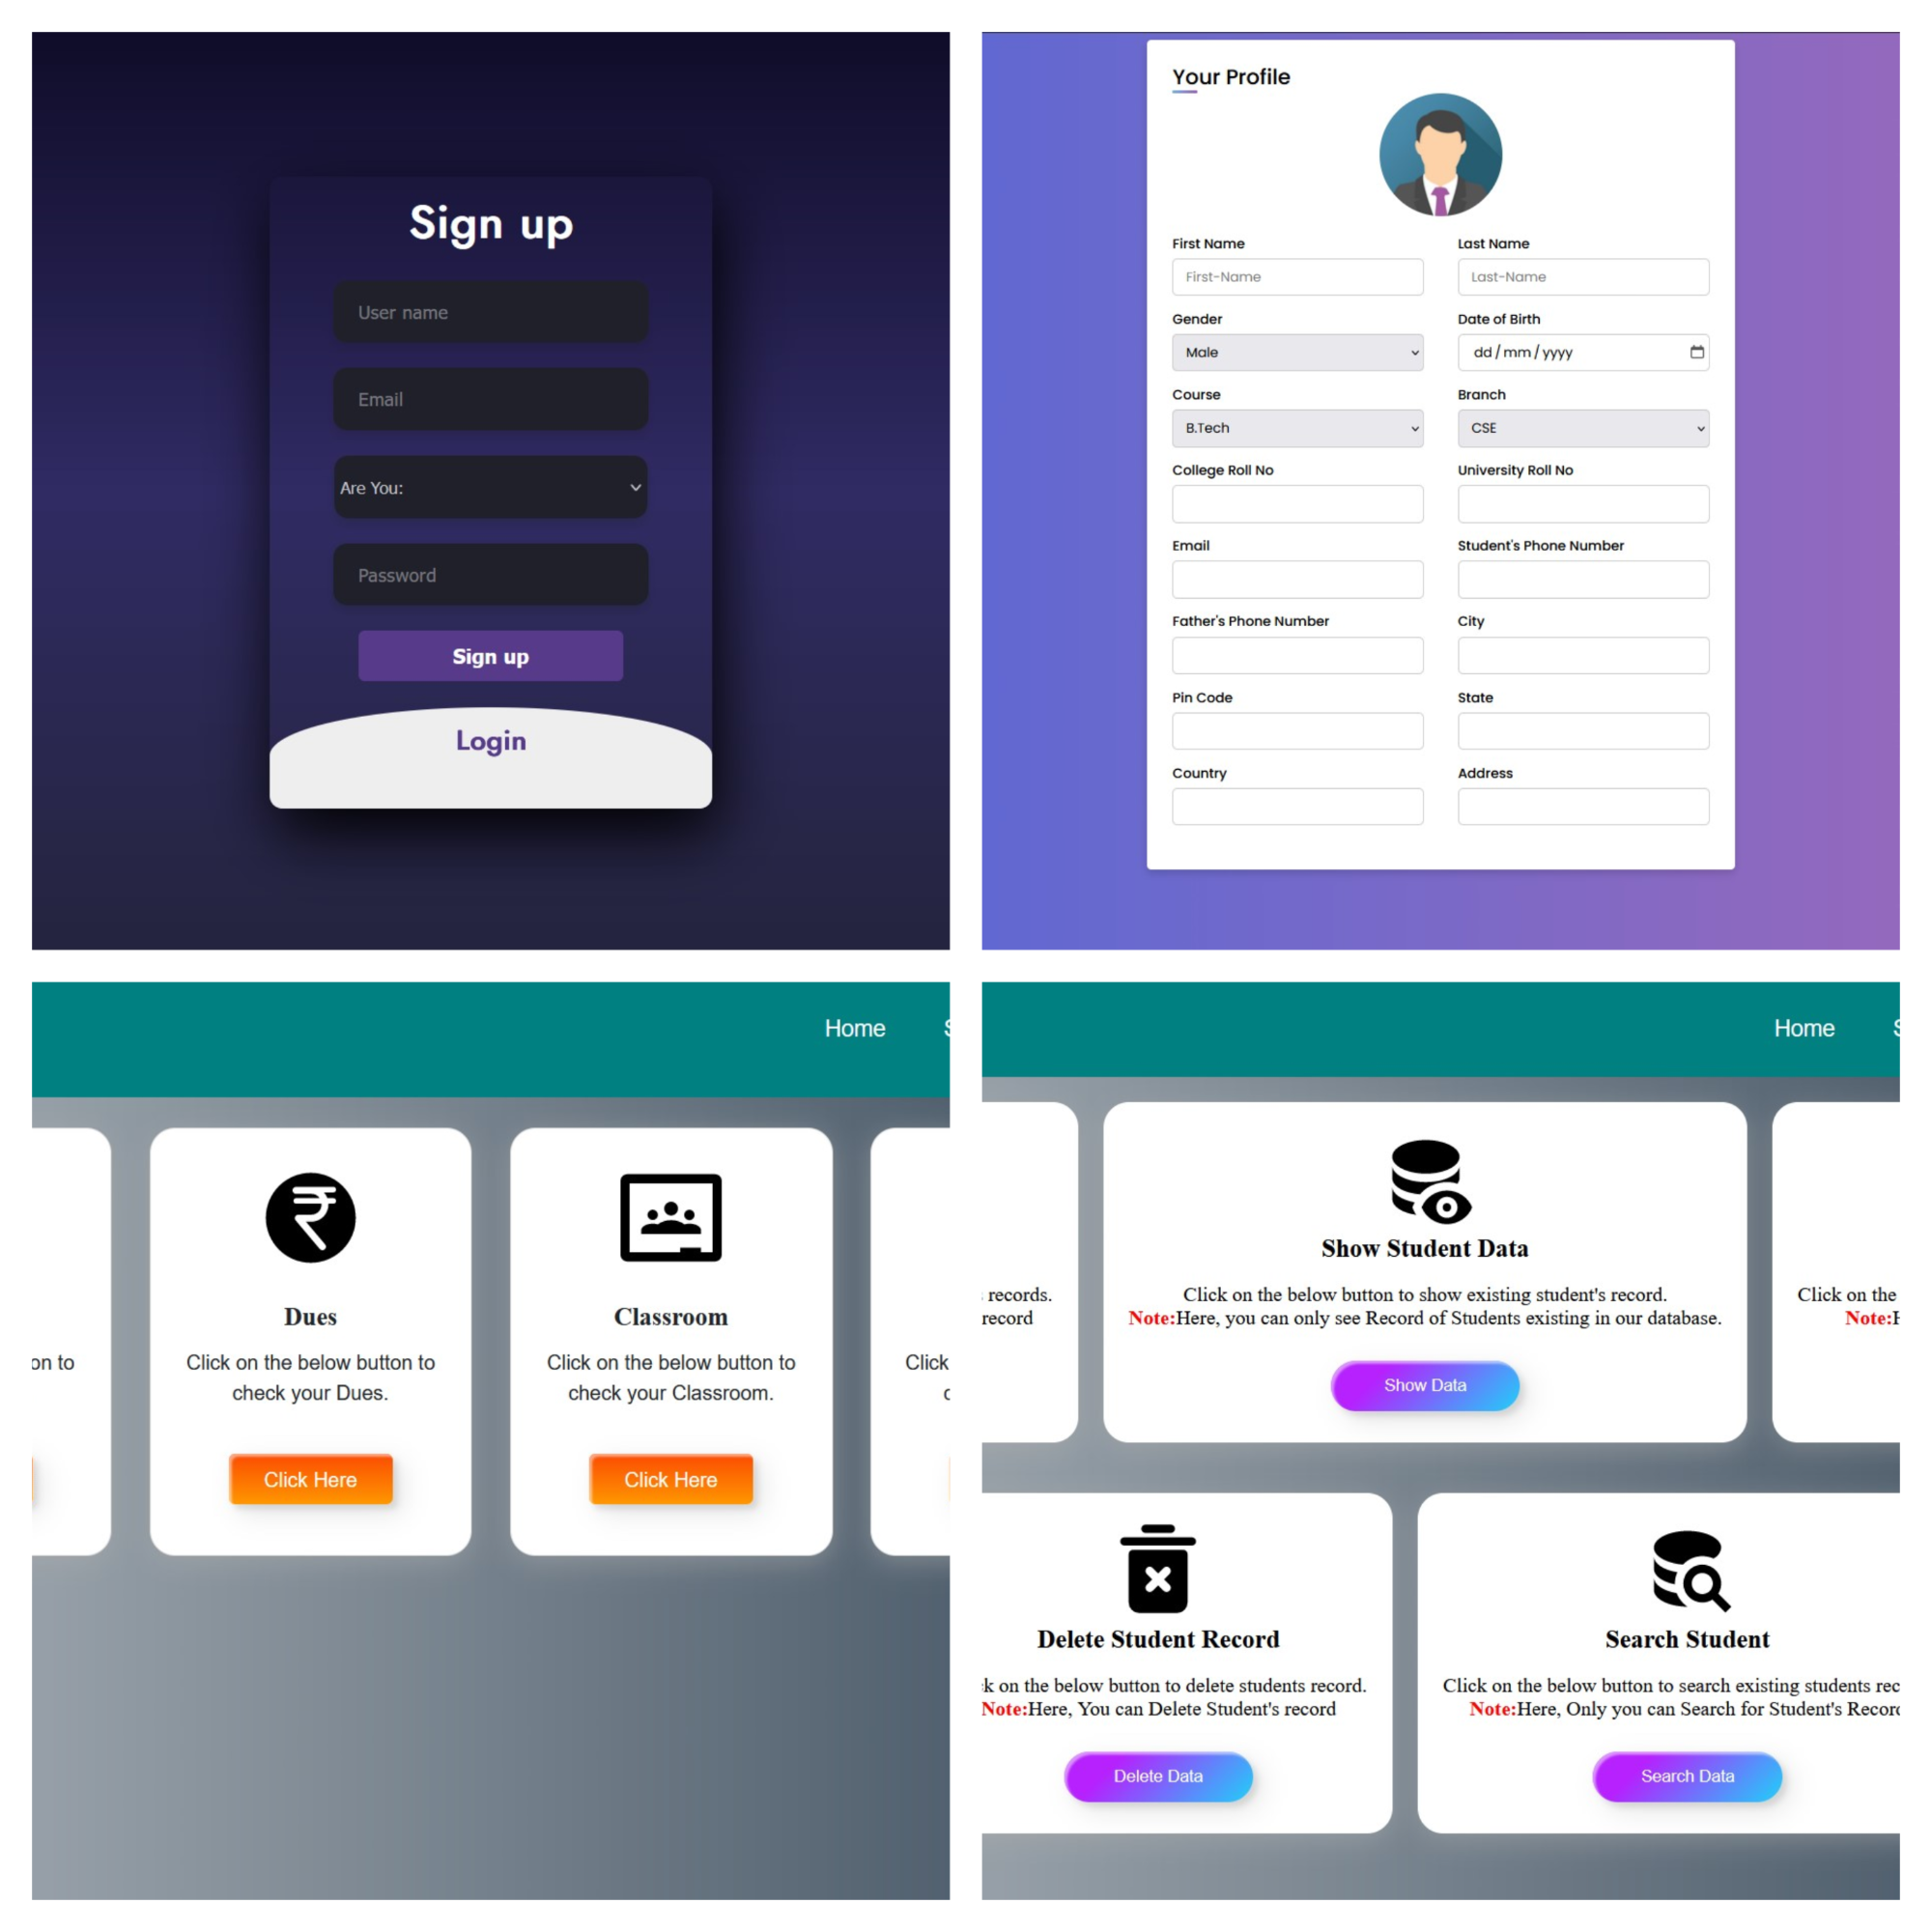 Sign up
User name
Email
Are You:
Password
Sign up
Login
Your Profile
First Name Last Name
First-Name Last-Name
Gender Date of Birth
Male dd/mm/yyyy
Course Branch
B.Tech CSE
College Roll No University Roll No
Email Student's Phone Number
Father's Phone Number City
Pin Code State
Country Address
Home
Dues Classroom
on to Click on the below button to Click on the below button to Click
check your Dues. check your Classroom.
Click Here Click Here
Home
Show Student Data
records. Click on the below button to show existing student's record. Click on the
record Note:Here, you can only see Record of Students existing in our database. Note:
Show Data
Delete Student Record Search Student
on the below button to delete students record. Click on the below button to search existing students rec
Note:Here, You can Delete Student's record Note:Here, Only you can Search for Student's Record
Delete Data Search Data